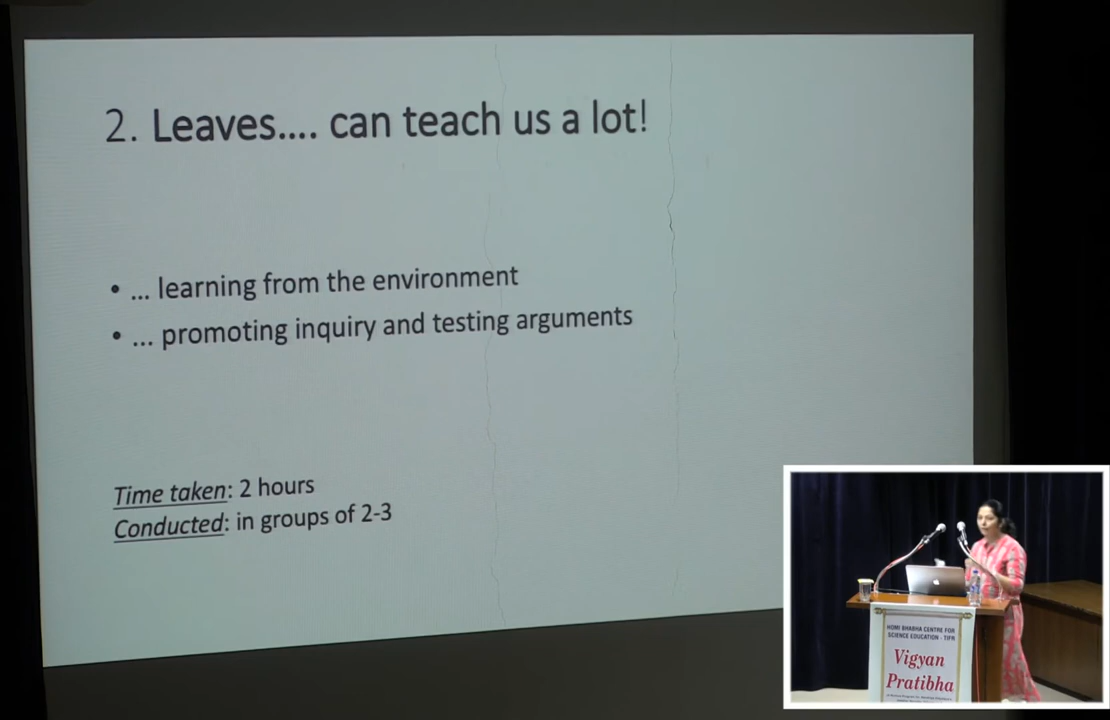 2. Leaves.... can teach us a lot!
• ... learning from the environment
• ... promoting inquiry and testing arguments
Time taken: 2 hours
Conducted: in groups of 2-3
HOMI BHABHA CENTRE FOR
SCIENCE EDUCATION - TIFR
Vigyan
Pratibha